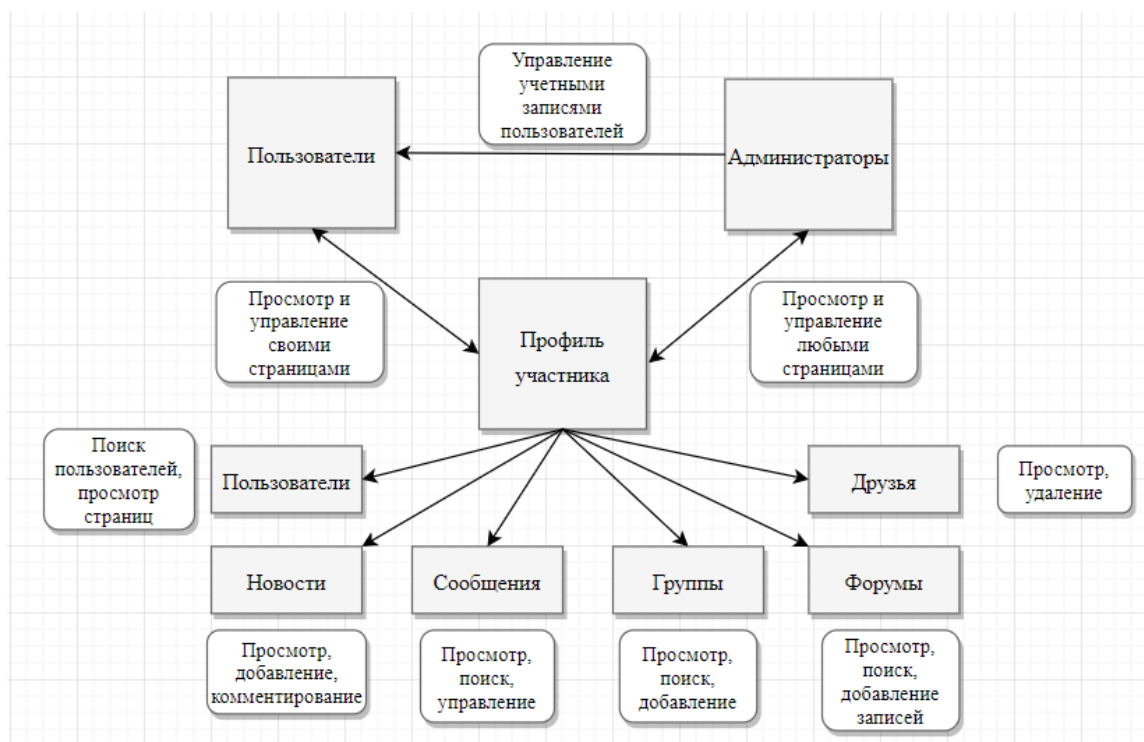 Управление
учетными
записями
пользователей
Пользователи
Администраторы
Просмотр и
управление
своими
страницами
Профиль
участника
Просмотр и
управление
любыми
страницами
Поиск
пользователей,
просмотр
страниц
Пользователи
Друзья
Просмотр,
удаление
Новости
Сообщения
Группы
Форумы
Просмотр,
добавление,
комментирование
Просмотр,
поиск,
управление
Просмотр,
поиск,
добавление
Просмотр,
поиск,
добавление
записей